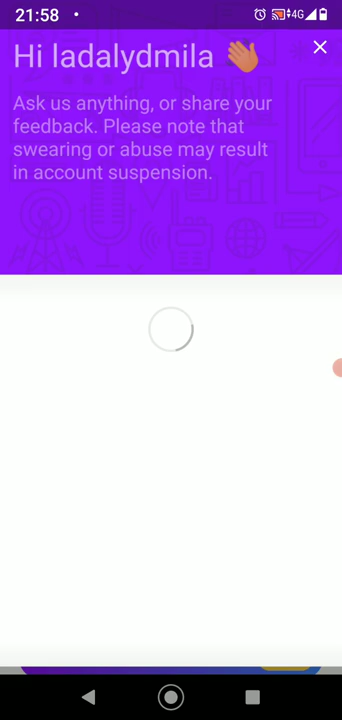 21:58
4G
Hi ladalydmila 👋🏽
Ask us anything, or share your
feedback. Please note that
swearing or abuse may result
in account suspension.